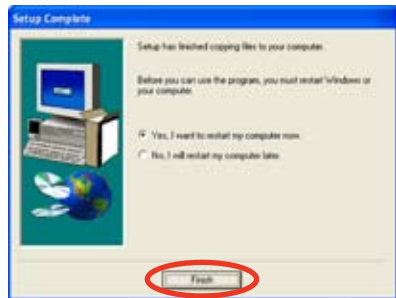 Setup Complete
Setup has finished copying files to your computer.
Before you can use the program, you must restart Windows or
your computer.
Yes, I want to restart my computer now.
No, I will restart my computer later.
Finish